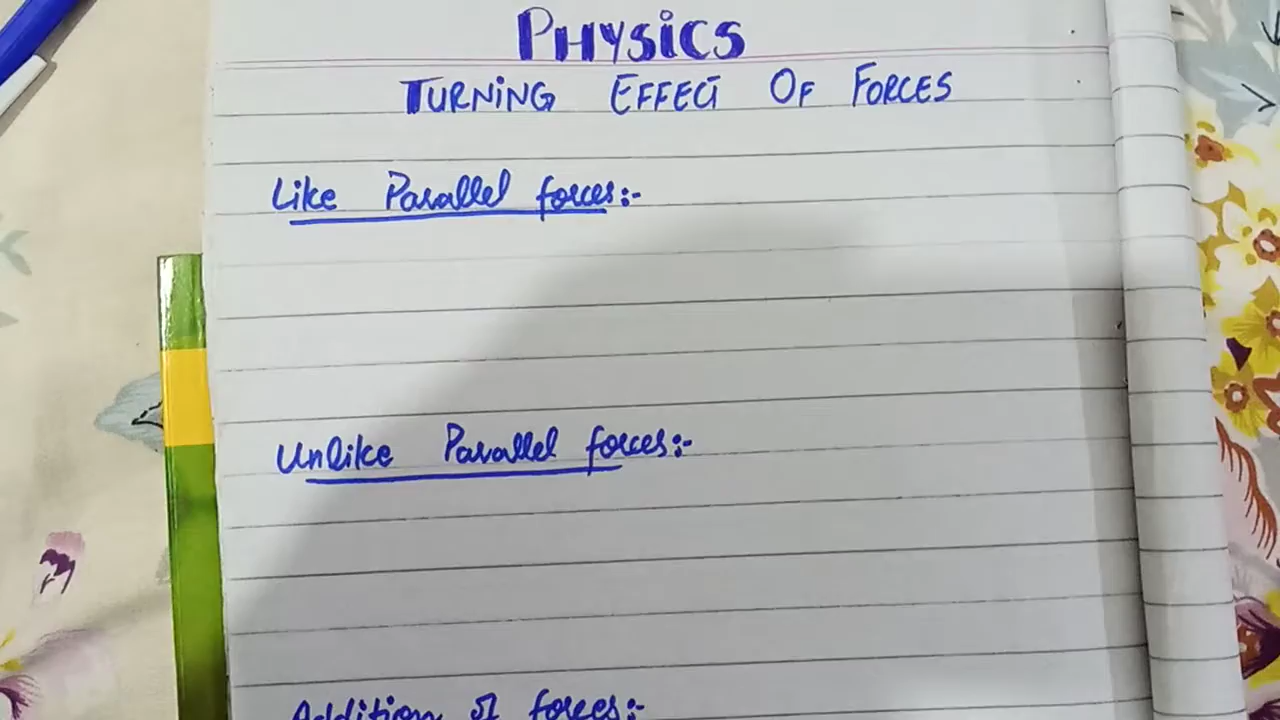 PHYSICS
TURNING EFFECT OF FORCES
Like Parallel forces:-
Unlike Parallel forces:-
Addition of forces:-